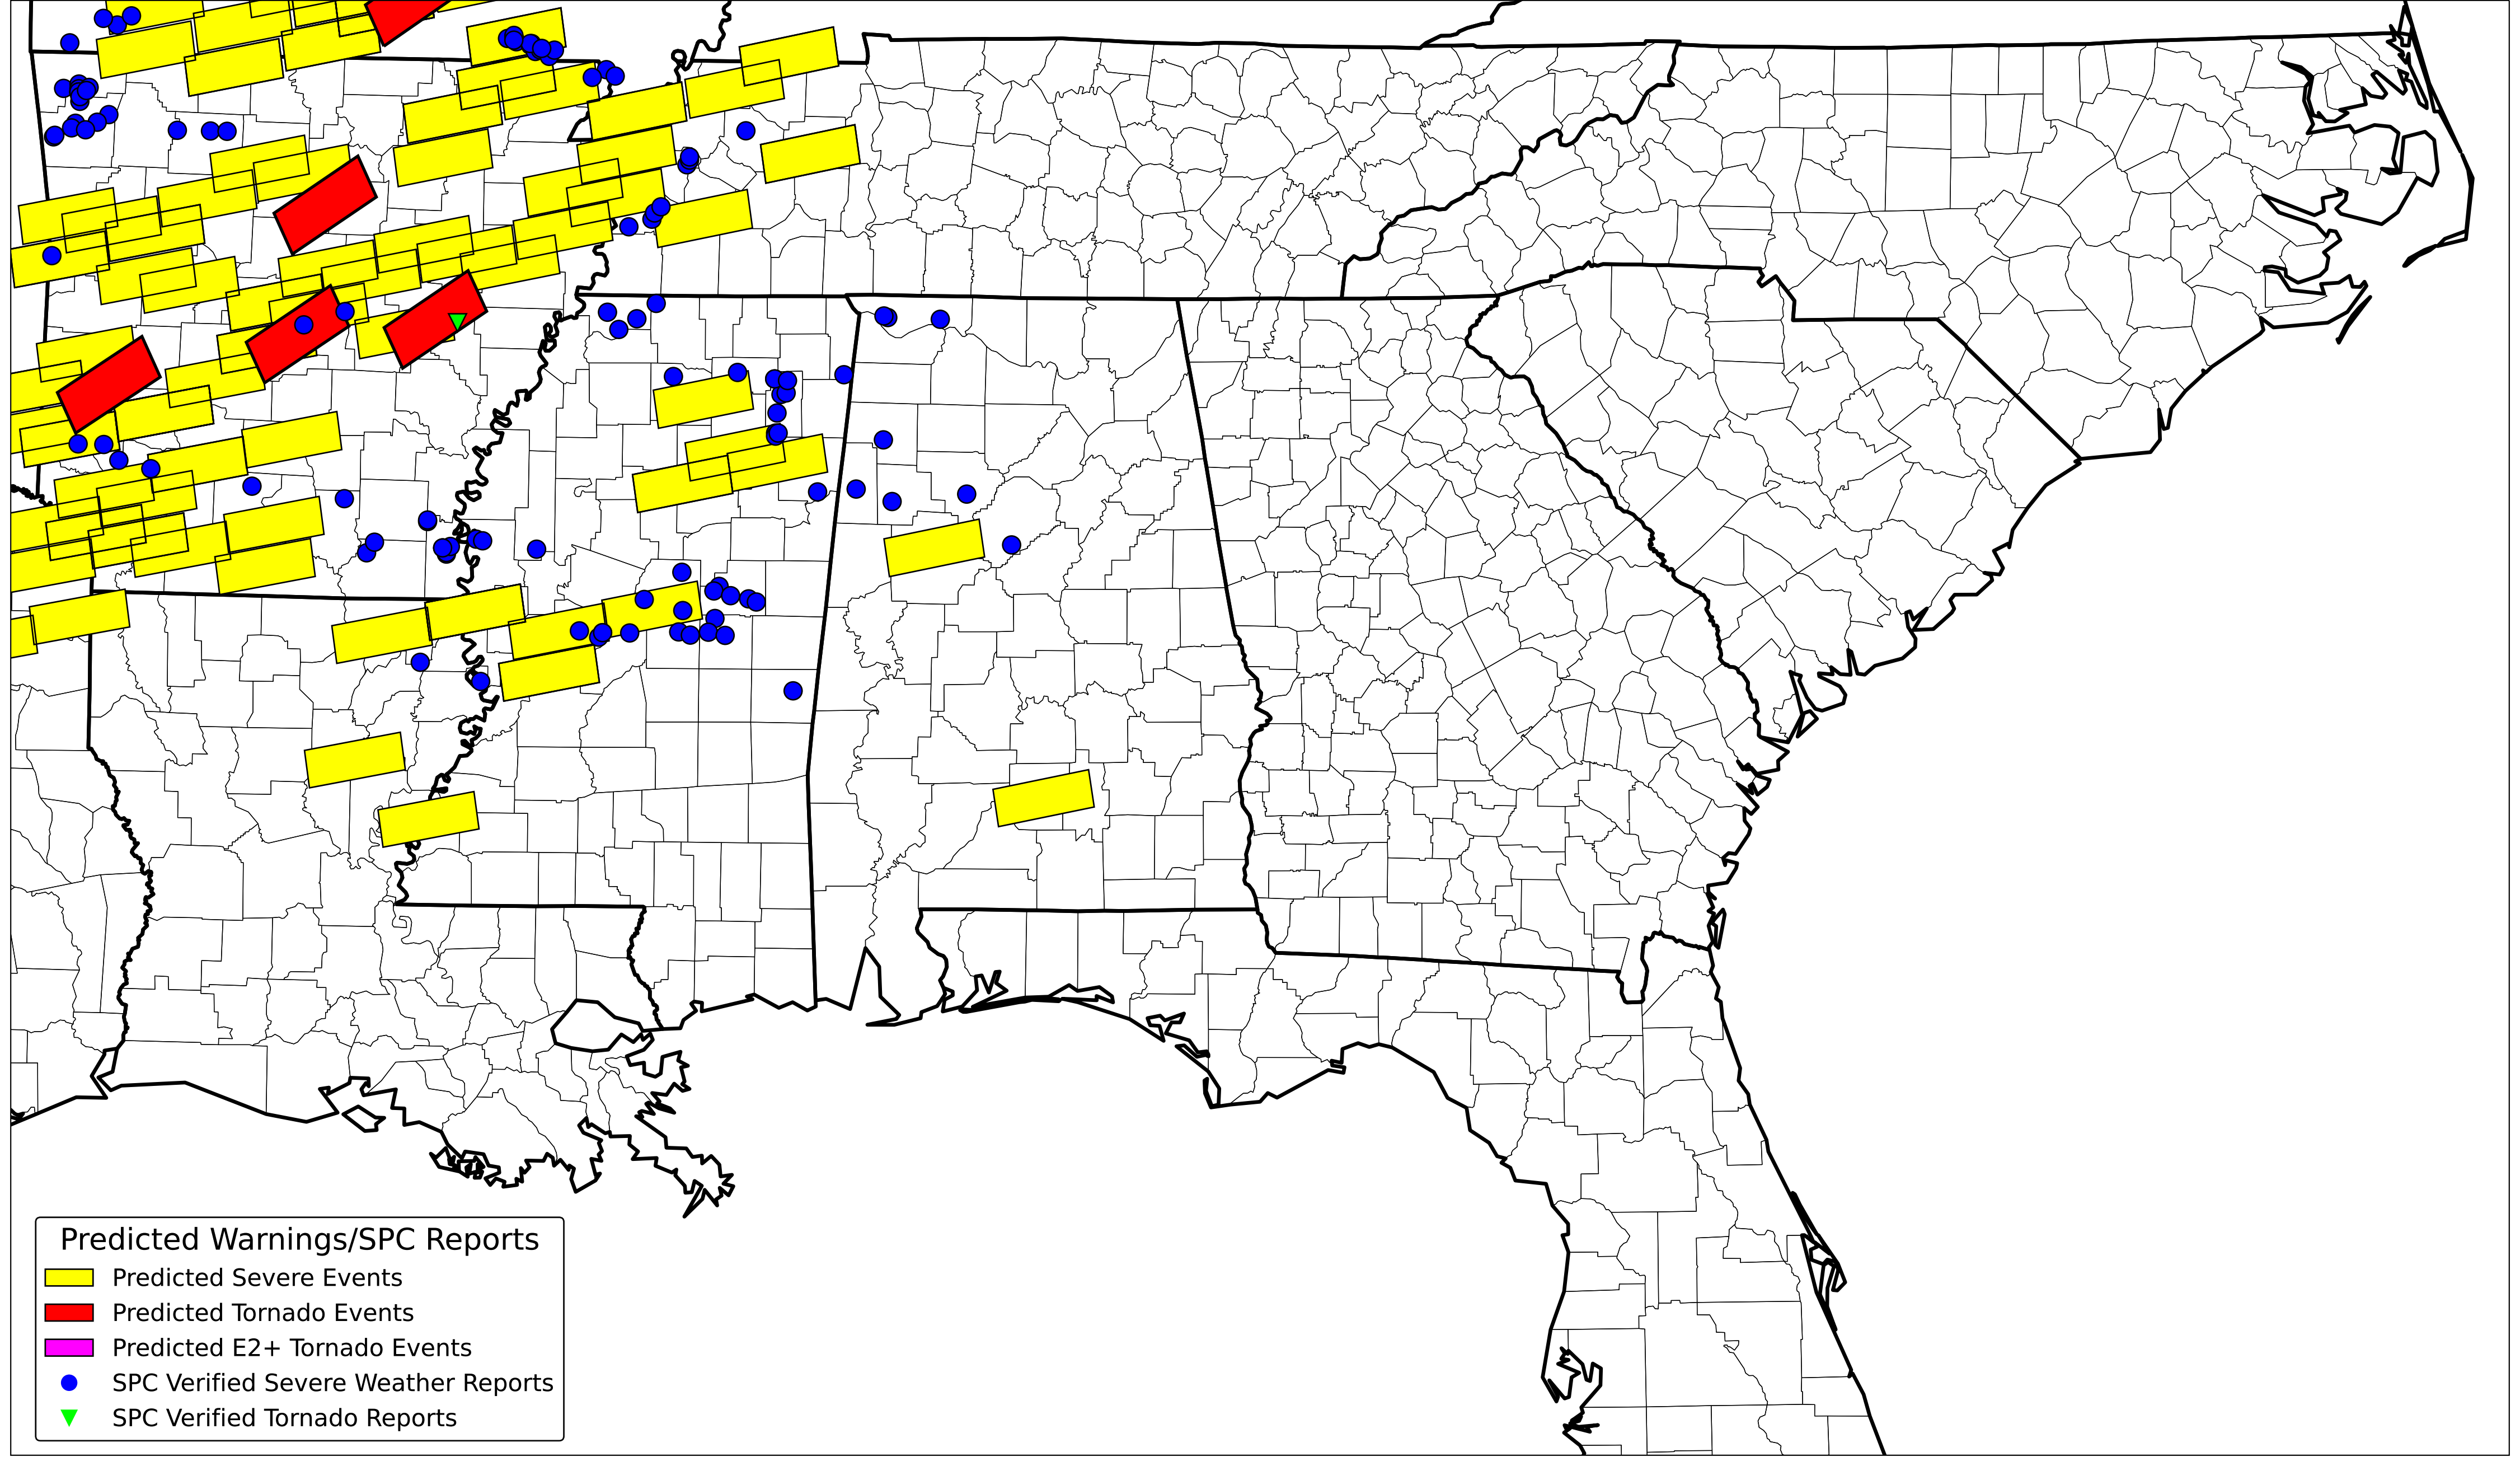 Predicted Warnings/SPC Reports
Predicted Severe Events
Predicted Tornado Events
Predicted E2+ Tornado Events
SPC Verified Severe Weather Reports
SPC Verified Tornado Reports